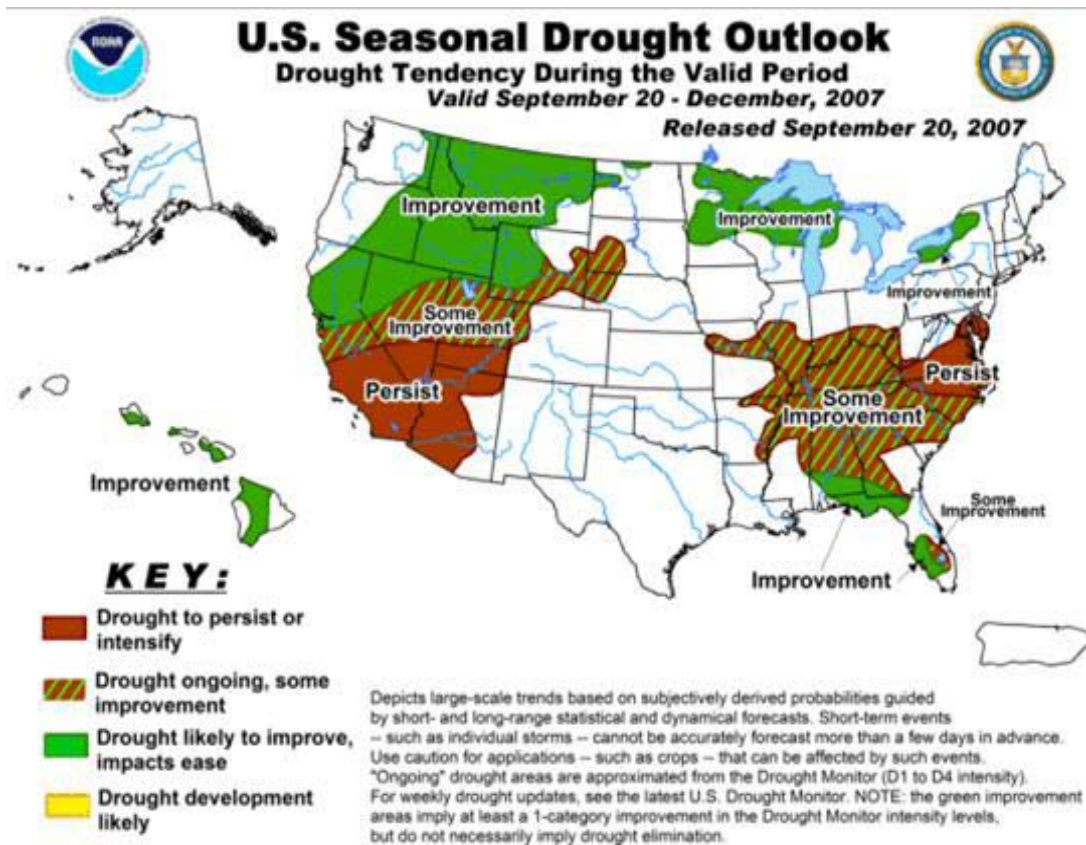 NOAA
U.S. Seasonal Drought Outlook
Drought Tendency During the Valid Period
Valid September 20 - December, 2007
Released September 20, 2007
Improvement
Improvement
Improvement
Some
Improvement
Persist
Persist
Some
Improvement
Improvement
Some
Improvement
Improvement
KEY:
Drought to persist or
intensify
Drought ongoing, some
improvement
Drought likely to improve,
impacts ease
Drought development
likely
Depicts large-scale trends based on subjectively derived probabilities guided
by short- and long-range statistical and dynamical forecasts. Short-term events
-- such as individual storms -- cannot be accurately forecast more than a few days in advance.
Use caution for applications -- such as crops -- that can be affected by such events.
"Ongoing" drought areas are approximated from the Drought Monitor (D1 to D4 intensity).
For weekly drought updates, see the latest U.S. Drought Monitor. NOTE: the green improvement
areas imply at least a 1-category improvement in the Drought Monitor intensity levels,
but do not necessarily imply drought elimination.